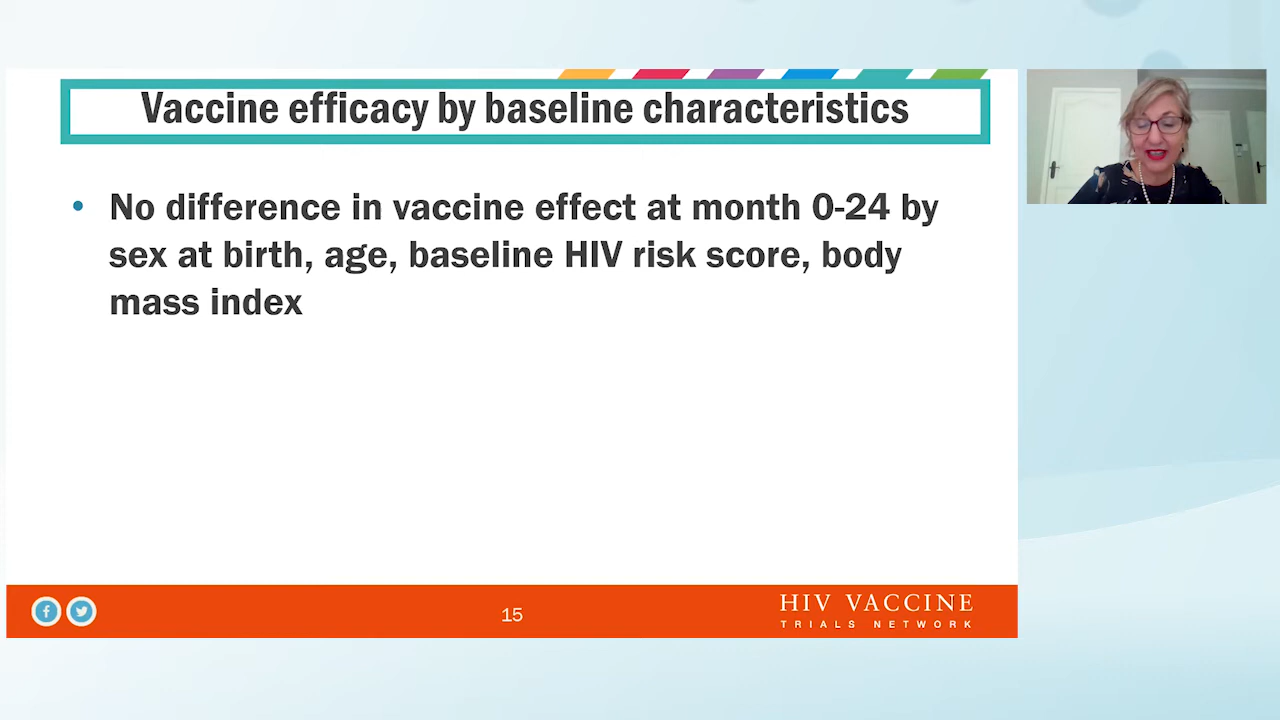 Vaccine efficacy by baseline characteristics
• No difference in vaccine effect at month 0-24 by
sex at birth, age, baseline HIV risk score, body
mass index
15
HIV VACCINE
TRIALS NETWORK